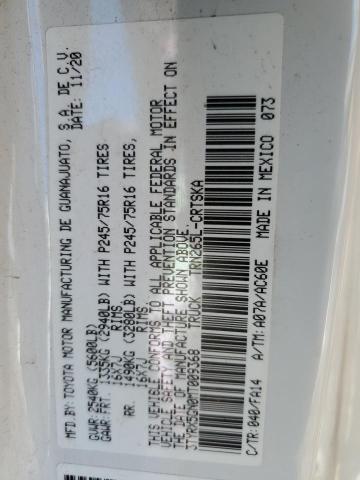 MFD.BY:TOYOTA MOTOR MANUFACTURING DE GUANAJUATO, S.A. DE C.V.
DATE: 11/20
GVWR:2540KG(5600LB)
GAWR:FRT. 1335KG(2940LB)WITH P245/75R16 TIRES
16X7J RIMS
RR. 1490KG(3280LB)WITH P245/75R16 TIRES,
16X7J RIMS,
THIS VEHICLE CONFORMS TO ALL APPLICABLE FEDERAL MOTOR
VEHICLE SAFETY AND THEFT PREVENTION STANDARDS IN EFFECT ON
THE DATE OF MANUFACTURE SHOWN ABOVE.
TRUCK TRN265L-CRTSKA
C/TR:040/FA14
A/TM:A07A/AC60E
MADE IN MEXICO 073